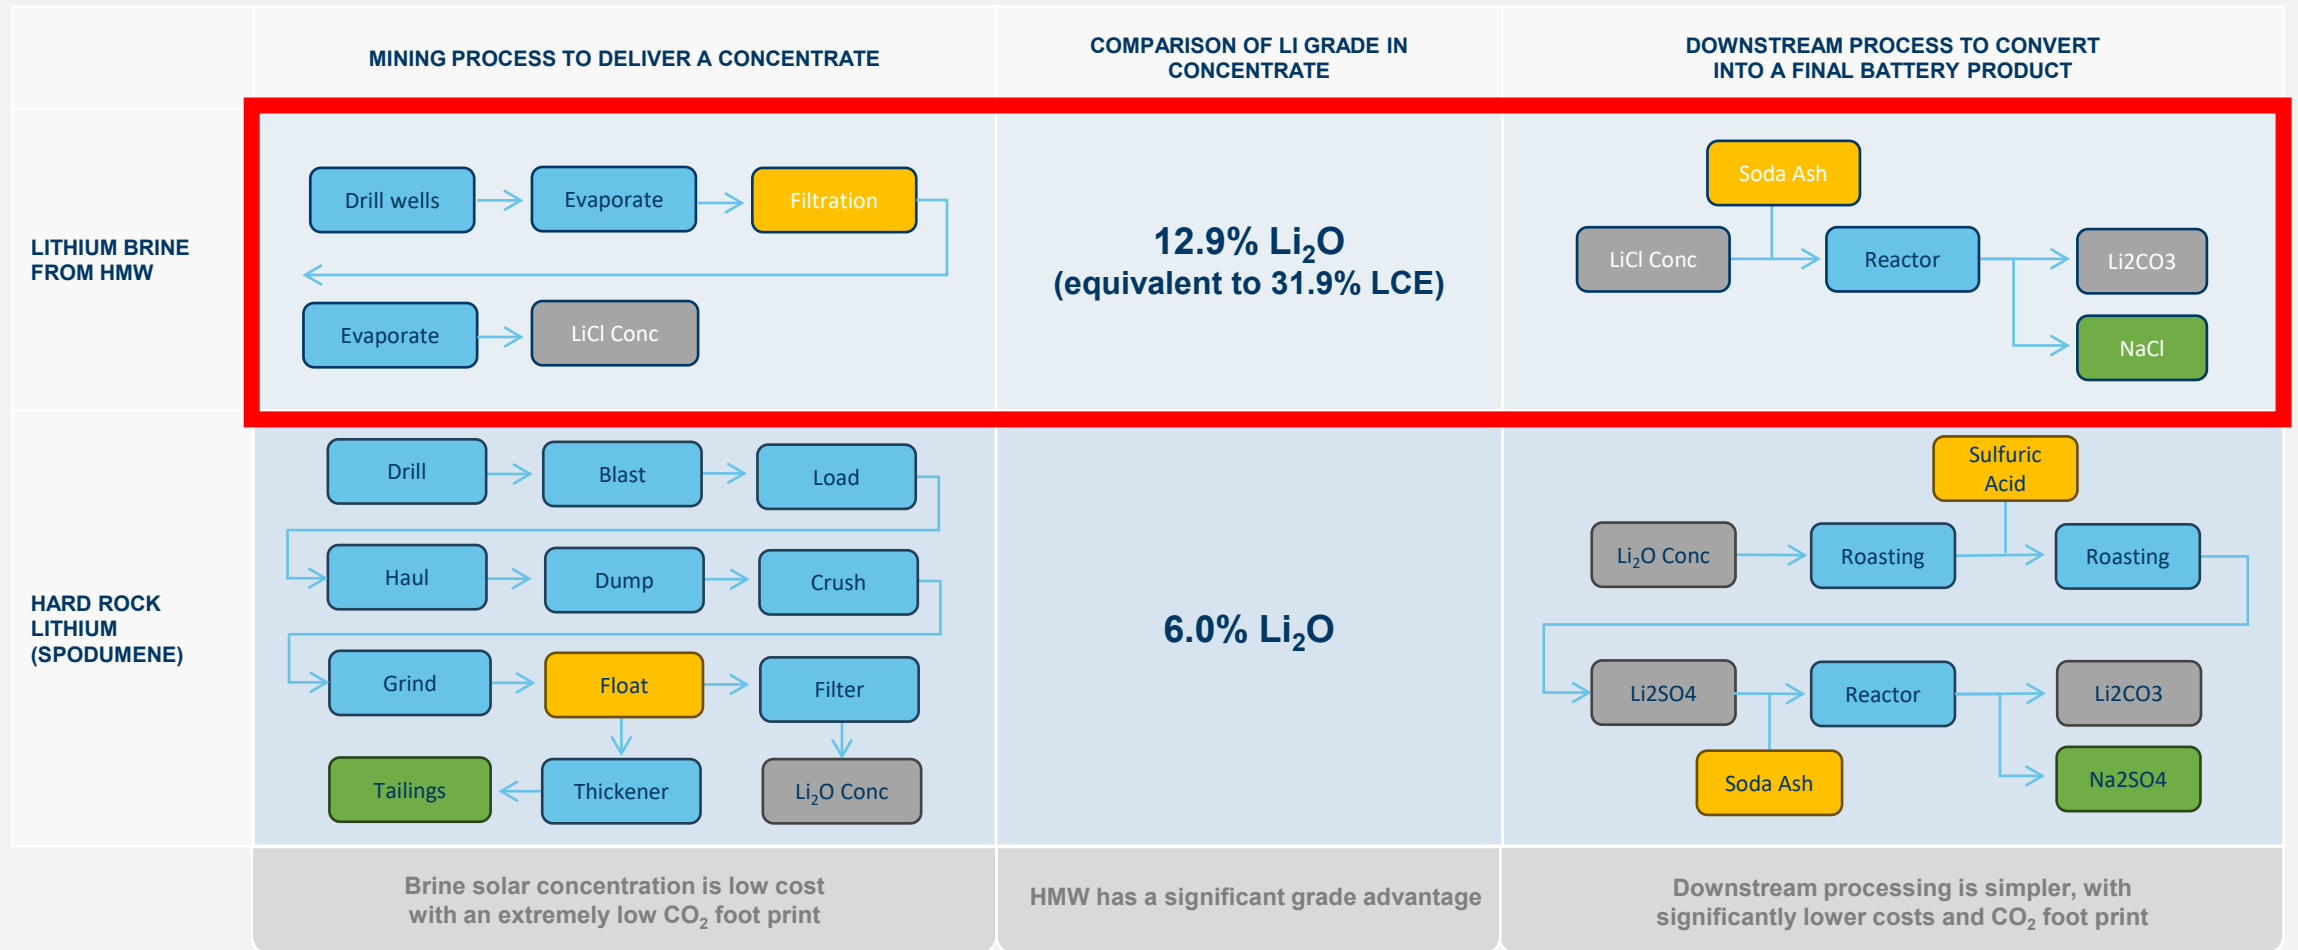 MINING PROCESS TO DELIVER A CONCENTRATE
COMPARISON OF LI GRADE IN
CONCENTRATE
DOWNSTREAM PROCESS TO CONVERT
INTO A FINAL BATTERY PRODUCT
LITHIUM BRINE
FROM HMW
Drill wells
Evaporate
Filtration
Evaporate
LiCl Conc
12.9% Li₂O
(equivalent to 31.9% LCE)
Soda Ash
LiCl Conc
Reactor
Li2CO3
NaCl
HARD ROCK
LITHIUM
(SPODUMENE)
Drill
Blast
Load
Haul
Dump
Crush
Grind
Float
Filter
Tailings
Thickener
Li₂O Conc
6.0% Li₂O
Sulfuric
Acid
Li₂O Conc
Roasting
Roasting
Li2SO4
Reactor
Li2CO3
Soda Ash
Na2SO4
Brine solar concentration is low cost
with an extremely low CO₂ foot print
HMW has a significant grade advantage
Downstream processing is simpler, with
significantly lower costs and CO₂ foot print